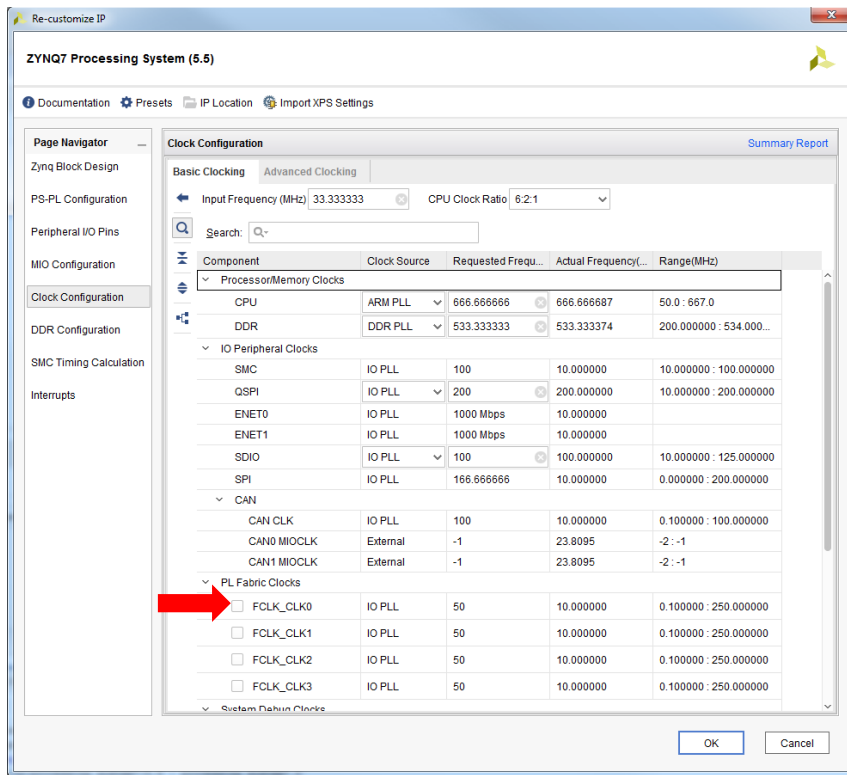 Re-customize IP
ZYNQ7 Processing System (5.5)
Documentation Presets IP Location Import XPS Settings
Page Navigator
Zynq Block Design
PS-PL Configuration
Peripheral I/O Pins
MIO Configuration
Clock Configuration
DDR Configuration
SMC Timing Calculation
Interrupts
Clock Configuration Summary Report
Basic Clocking Advanced Clocking
Input Frequency (MHz) 33.333333 CPU Clock Ratio 6:2:1
Search:
Component Clock Source Requested Frequ... Actual Frequency(... Range(MHz)
Processor/Memory Clocks
CPU ARM PLL 666.666666 666.666687 50.0 : 667.0
DDR DDR PLL 533.333333 533.333374 200.000000 : 534.000...
IO Peripheral Clocks
SMC IO PLL 100 10.000000 10.000000 : 100.000000
QSPI IO PLL 200 200.000000 10.000000 : 200.000000
ENET0 IO PLL 1000 Mbps 10.000000
ENET1 IO PLL 1000 Mbps 10.000000
SDIO IO PLL 100 100.000000 10.000000 : 125.000000
SPI IO PLL 166.666666 10.000000 0.000000 : 200.000000
CAN
CAN CLK IO PLL 100 10.000000 0.100000 : 100.000000
CAN0 MIOCLK External -1 23.8095 -2 : -1
CAN1 MIOCLK External -1 23.8095 -2 : -1
PL Fabric Clocks
FCLK_CLK0 IO PLL 50 10.000000 0.100000 : 250.000000
FCLK_CLK1 IO PLL 50 10.000000 0.100000 : 250.000000
FCLK_CLK2 IO PLL 50 10.000000 0.100000 : 250.000000
FCLK_CLK3 IO PLL 50 10.000000 0.100000 : 250.000000
System Debug Clocks
OK Cancel